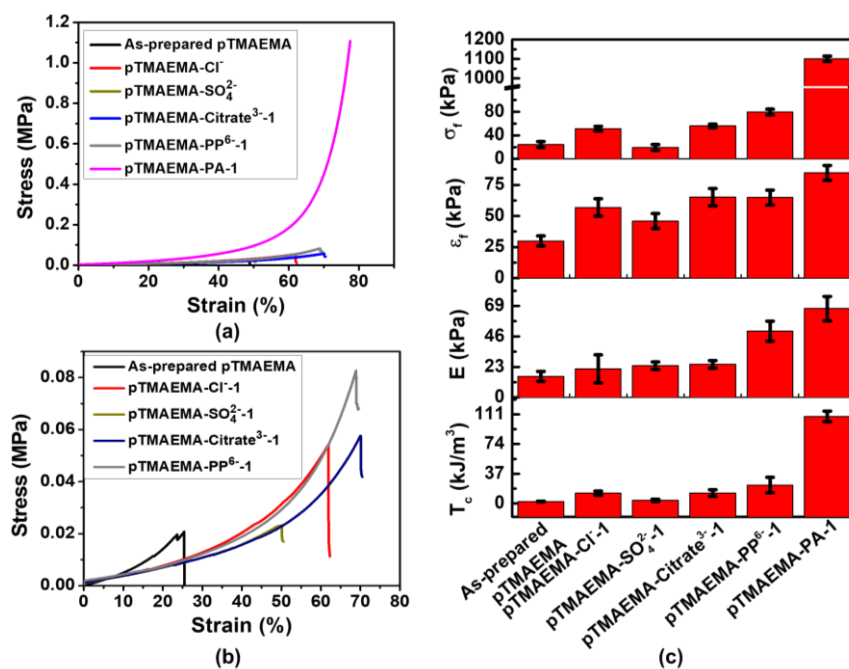 (a)
1.2
1.0
0.8
0.6
0.4
0.2
0.0
Stress (MPa)
As-prepared pTMAEMA
pTMAEMA-Cl⁻
pTMAEMA-SO₄²⁻
pTMAEMA-Citrate³⁻-1
pTMAEMA-PP⁶⁻-1
pTMAEMA-PA-1
0 20 40 60 80 100
Strain (%)
(a)
0.08
0.06
0.04
0.02
0.00
Stress (MPa)
As-prepared pTMAEMA
pTMAEMA-Cl⁻-1
pTMAEMA-SO₄²⁻-1
pTMAEMA-Citrate³⁻-1
pTMAEMA-PP⁶⁻-1
0 10 20 30 40 50 60 70 80
Strain (%)
(b)
1200
1100
1000
80
40
0
σf (kPa)
75
50
25
0
εf (kPa)
69
46
23
0
E (kPa)
111
74
37
0
Tc (kJ/m³)
As-prepared
pTMAEMA
pTMAEMA-Cl⁻-1
pTMAEMA-SO₄²⁻-1
pTMAEMA-Citrate³⁻-1
pTMAEMA-PP⁶⁻-1
pTMAEMA-PA-1
(c)